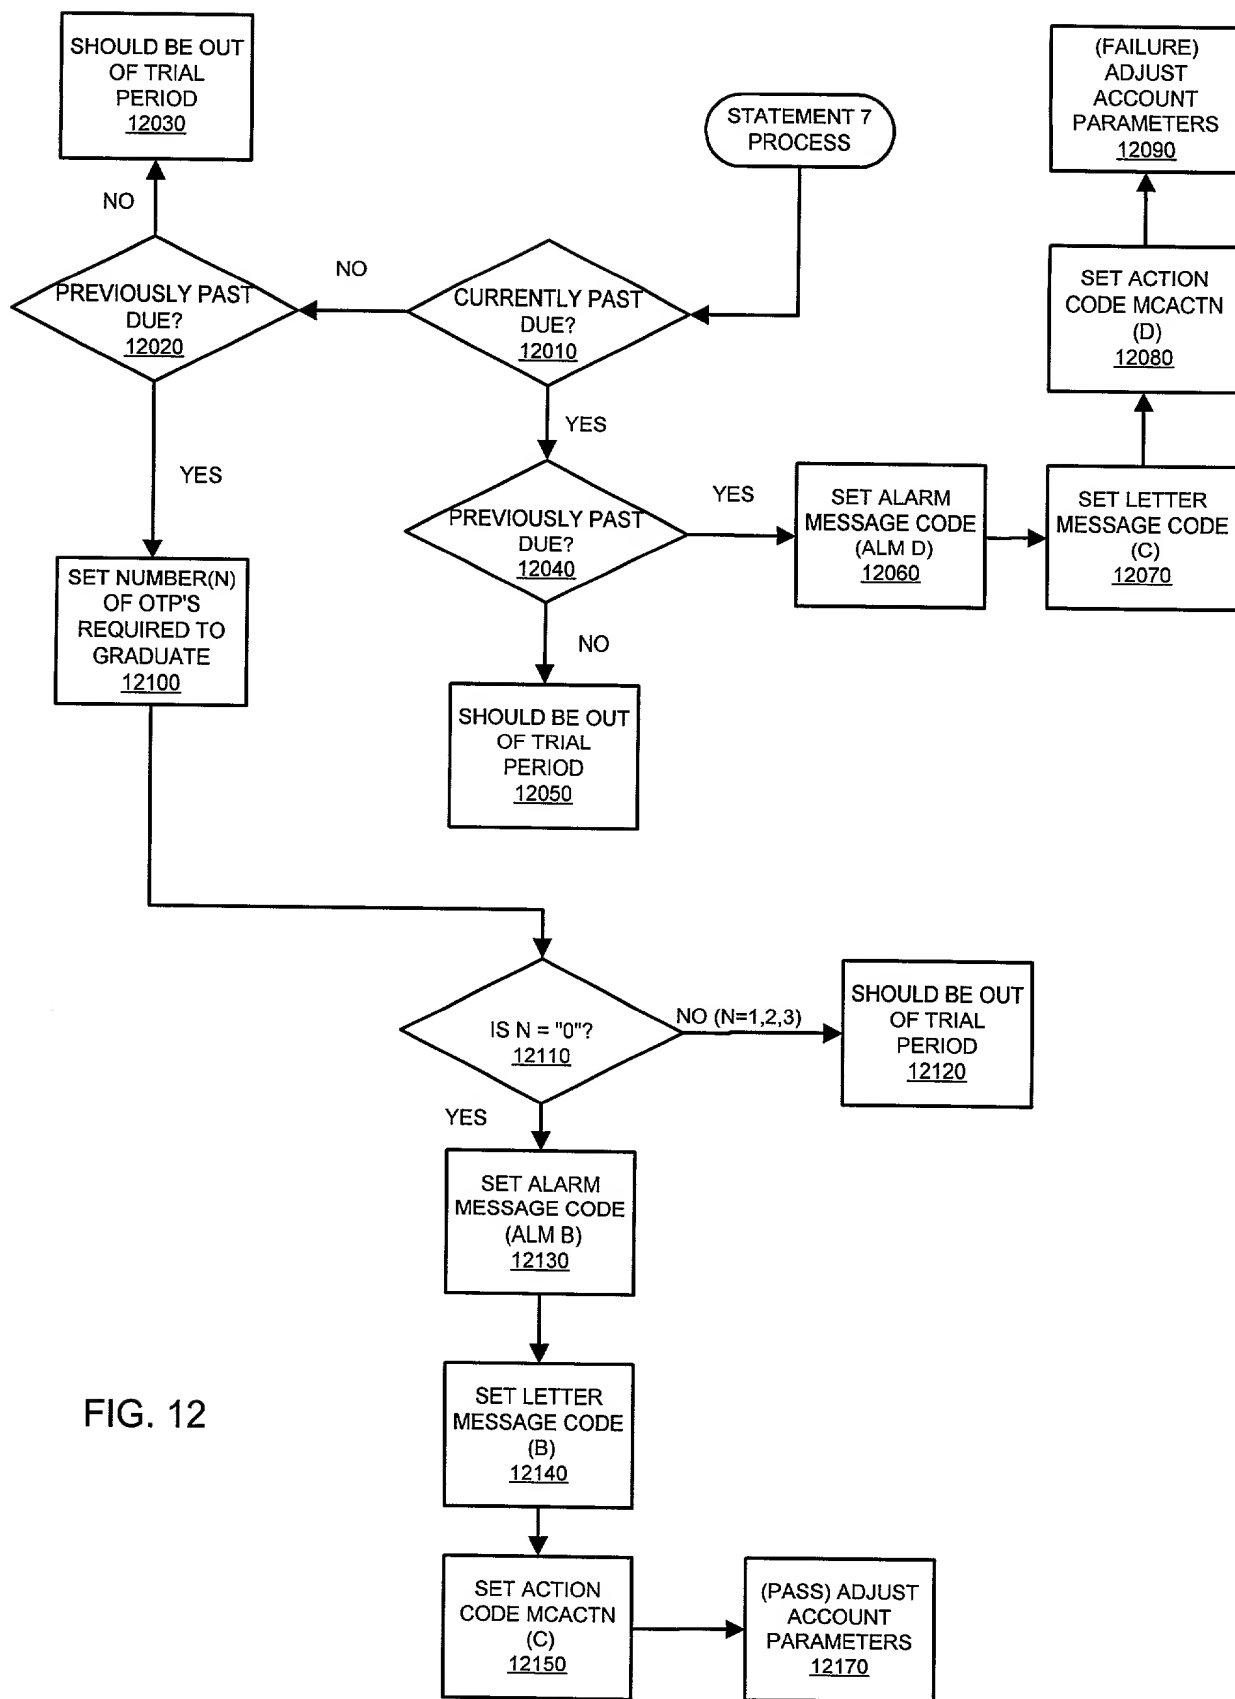 SHOULD BE OUT
OF TRIAL
PERIOD
12030
(FAILURE)
ADJUST
ACCOUNT
PARAMETERS
12090
STATEMENT 7
PROCESS
NO
PREVIOUSLY PAST
DUE?
12020
NO
CURRENTLY PAST
DUE?
12010
SET ACTION
CODE MCACTN
(D)
12080
YES
YES
PREVIOUSLY PAST
DUE?
12040
YES
SET ALARM
MESSAGE CODE
(ALM D)
12060
SET LETTER
MESSAGE CODE
(C)
12070
SET NUMBER(N)
OF OTP'S
REQUIRED TO
GRADUATE
12100
NO
SHOULD BE OUT
OF TRIAL
PERIOD
12050
IS N = "0"?
12110
NO (N=1,2,3)
SHOULD BE OUT
OF TRIAL
PERIOD
12120
YES
SET ALARM
MESSAGE CODE
(ALM B)
12130
SET LETTER
MESSAGE CODE
(B)
12140
FIG. 12
SET ACTION
CODE MCACTN
(C)
12150
(PASS) ADJUST
ACCOUNT
PARAMETERS
12170